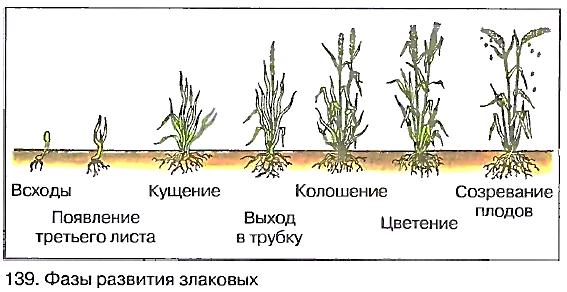 Всходы
Появление
третьего листа
Кущение
Выход
в трубку
Колошение
Цветение
Созревание
плодов
139. Фазы развития злаковых